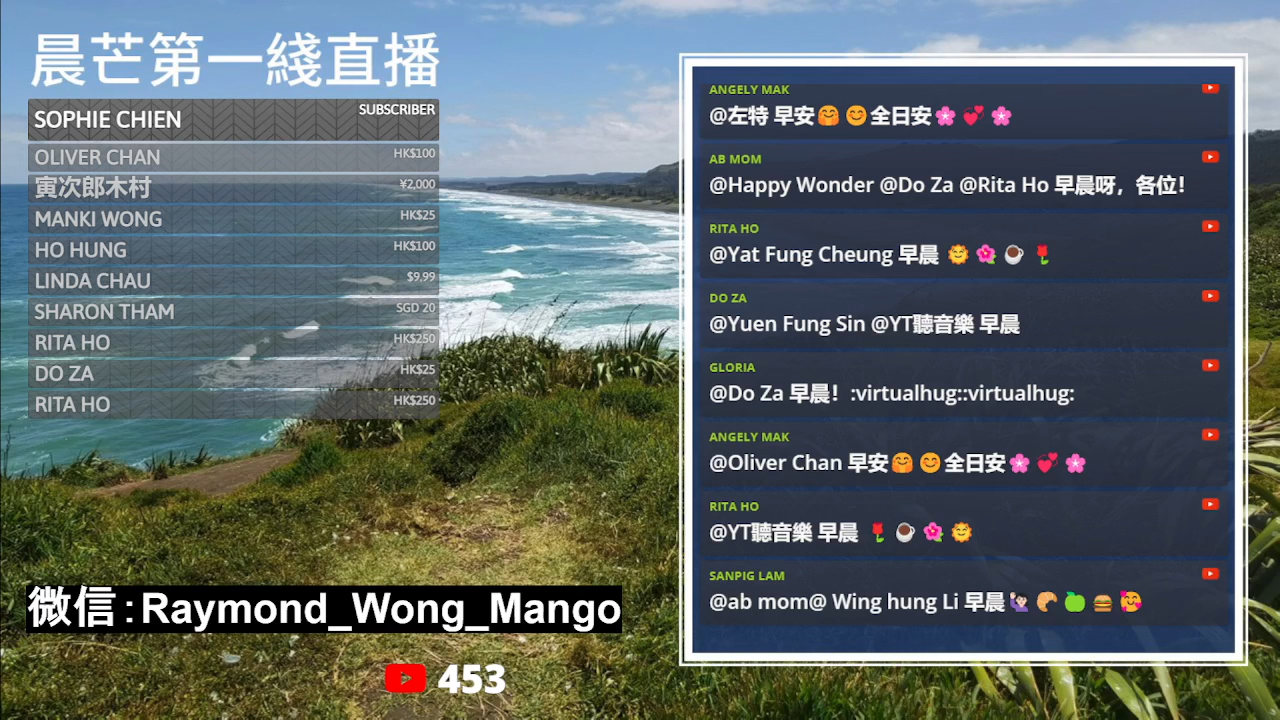 晨芒第一綫直播
SOPHIE CHIEN SUBSCRIBER
OLIVER CHAN HK$100
寅次郎木村 ¥2,000
MANKI WONG HK$25
HO HUNG HK$100
LINDA CHAU $9.99
SHARON THAM SGD 20
RITA HO HK$250
DO ZA HK$25
RITA HO HK$250
微信:Raymond_Wong_Mango
453
ANGELY MAK
@左特 早安🤗 😊 全日安🌸 💞 🌸
AB MOM
@Happy Wonder @Do Za @Rita Ho 早晨呀，各位！
RITA HO
@Yat Fung Cheung 早晨 🌞 🌺 ☕ 🌷
DO ZA
@Yuen Fung Sin @YT聽音樂 早晨
GLORIA
@Do Za 早晨！:virtualhug::virtualhug:
ANGELY MAK
@Oliver Chan 早安🤗 😊 全日安🌸 💞 🌸
RITA HO
@YT聽音樂 早晨 🌷 ☕ 🌺 🌞
SANPIG LAM
@ab mom@ Wing hung Li 早晨🙋🏻‍♀️ 🥐 🍏 🍔 🥰